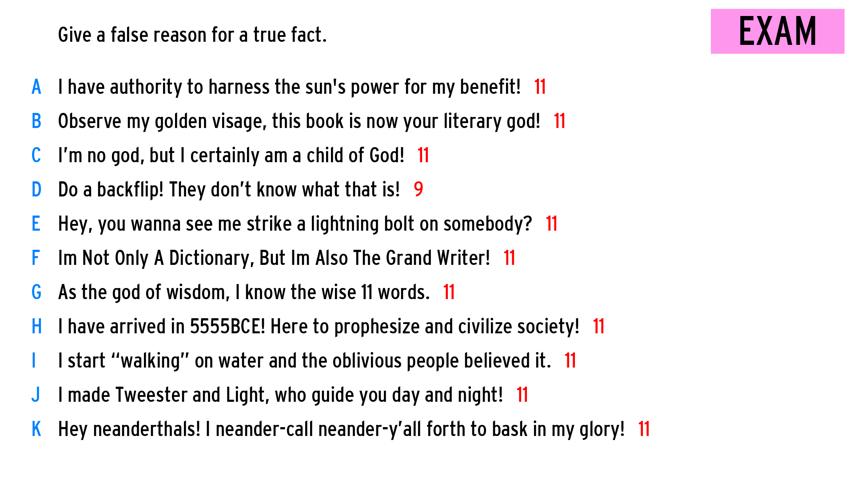 Give a false reason for a true fact.
EXAM
A I have authority to harness the sun's power for my benefit! 11
B Observe my golden visage, this book is now your literary god! 11
C I’m no god, but I certainly am a child of God! 11
D Do a backflip! They don’t know what that is! 9
E Hey, you wanna see me strike a lightning bolt on somebody? 11
F Im Not Only A Dictionary, But Im Also The Grand Writer! 11
G As the god of wisdom, I know the wise 11 words. 11
H I have arrived in 5555BCE! Here to prophesize and civilize society! 11
I I start “walking” on water and the oblivious people believed it. 11
J I made Tweester and Light, who guide you day and night! 11
K Hey neanderthals! I neander-call neander-y’all forth to bask in my glory! 11